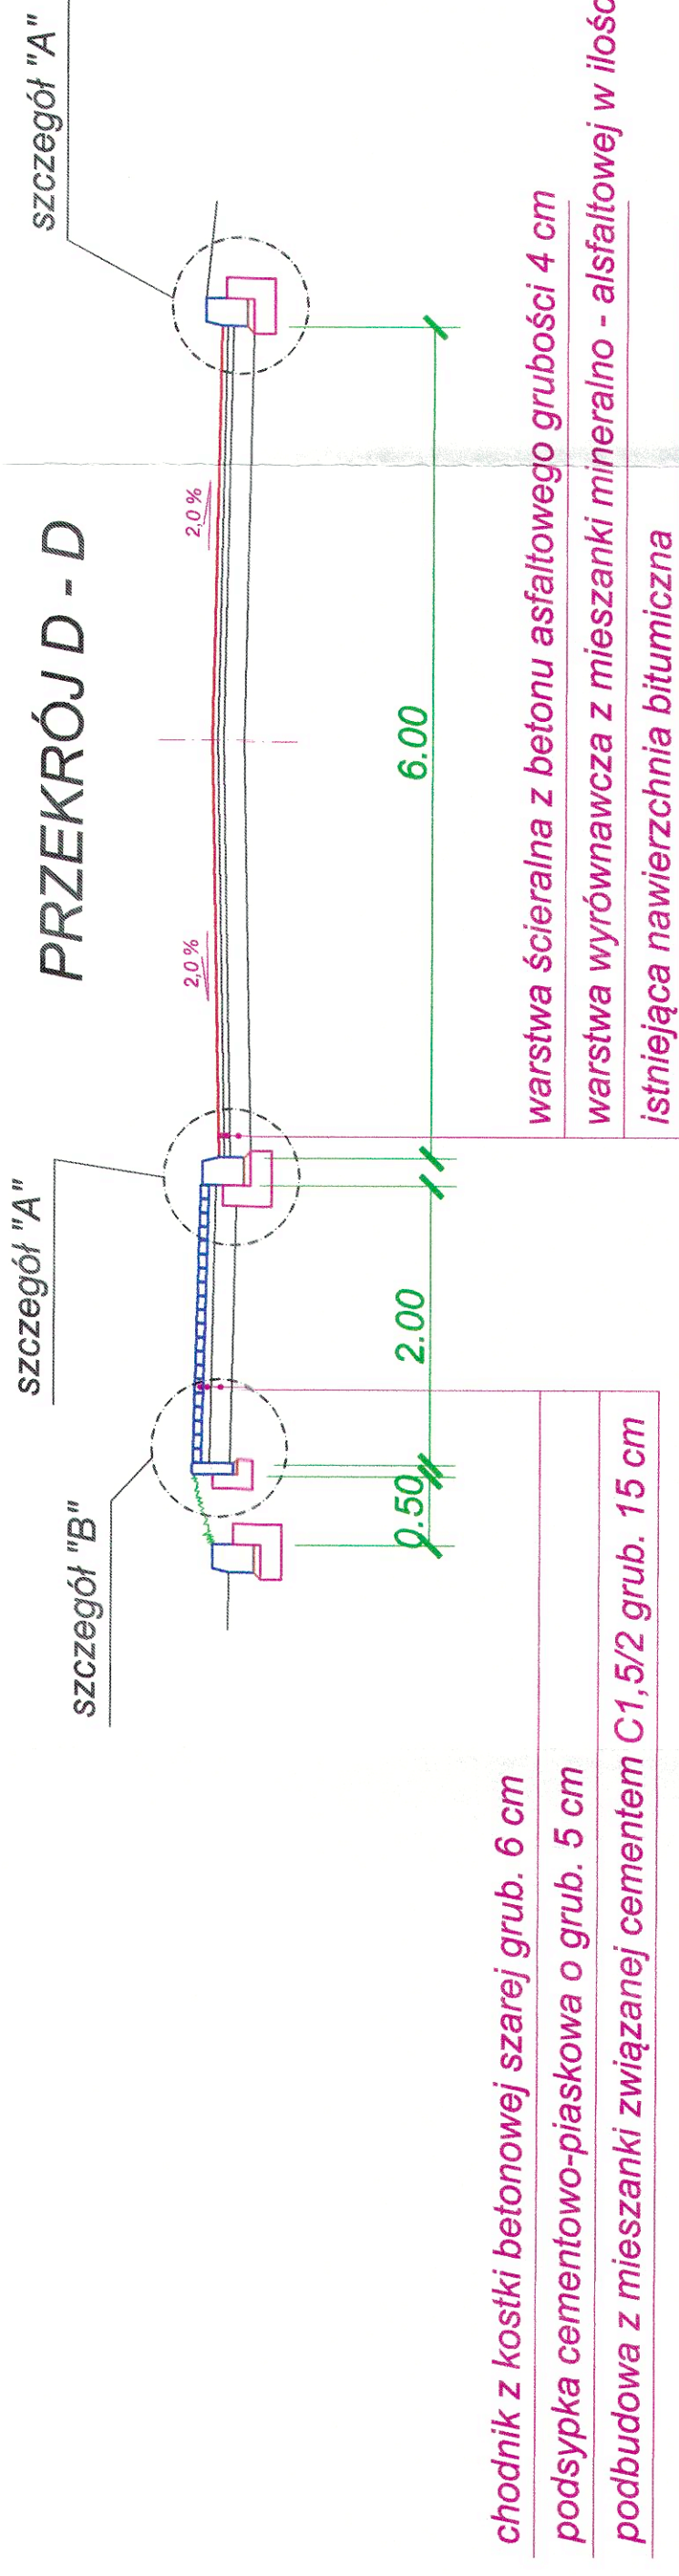 PRZEKRÓJ D - D
szczegół "B"
szczegół "A"
szczegół "A"
2,0 %
2,0 %
0.50
2.00
6.00
chodnik z kostki betonowej szarej grub. 6 cm
podsypka cementowo-piaskowa o grub. 5 cm
podbudowa z mieszanki związanej cementem C1,5/2 grub. 15 cm
warstwa ścieralna z betonu asfaltowego grubości 4 cm
warstwa wyrównawcza z mieszanki mineralno - alsfaltowej w ilośc
istniejąca nawierzchnia bitumiczna